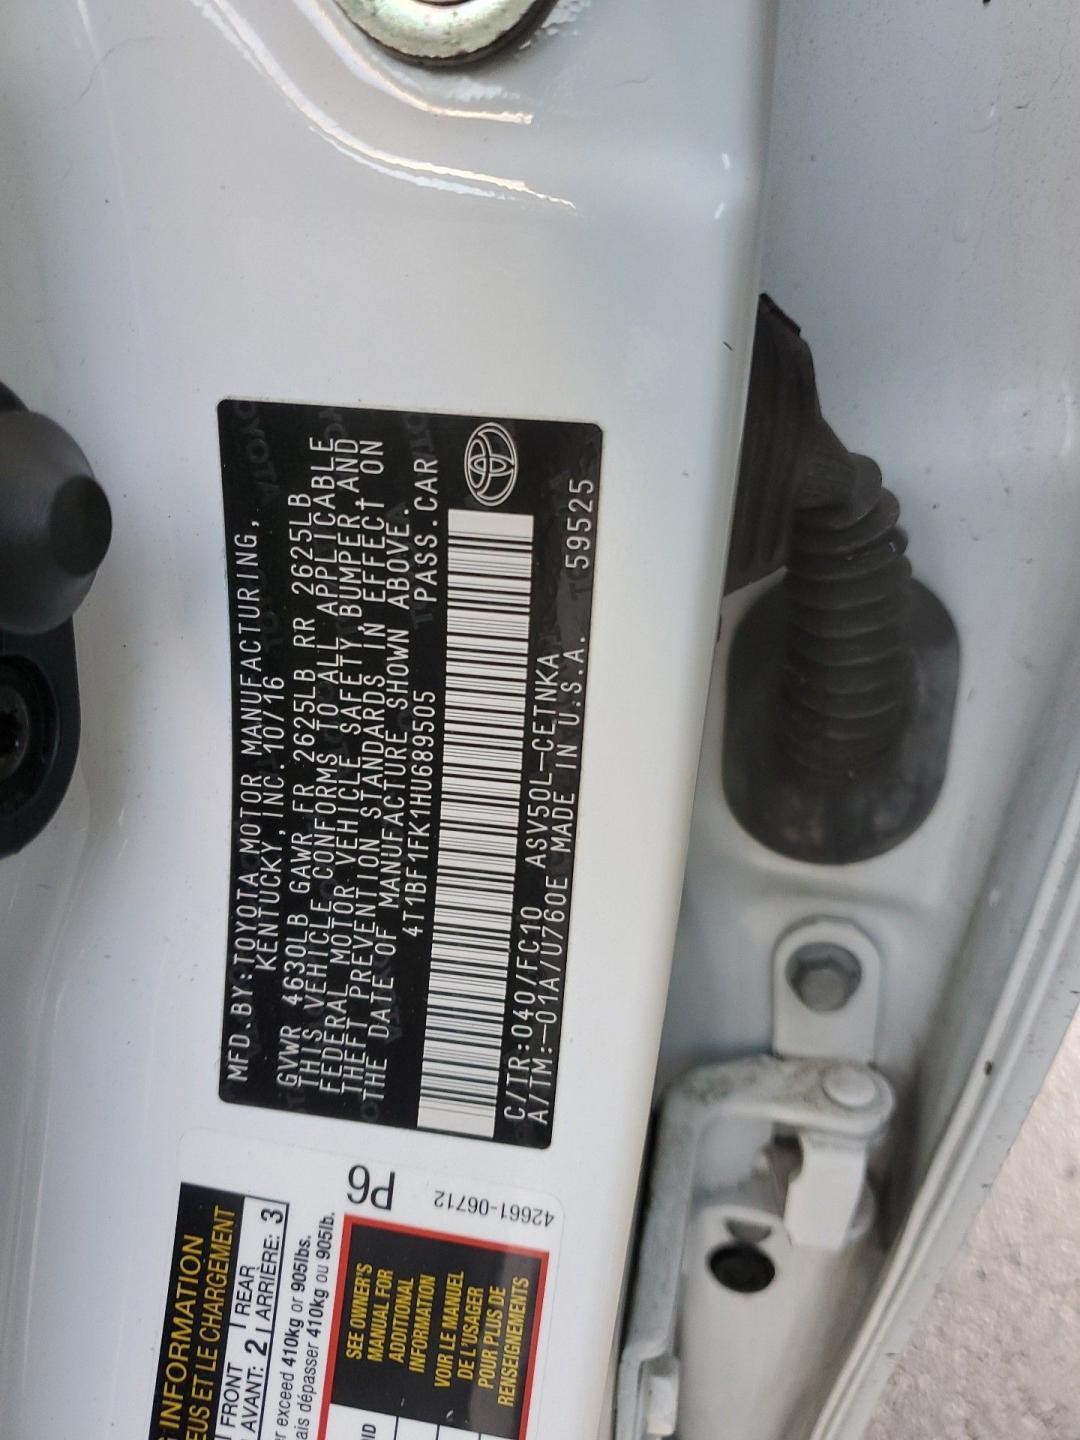 MFD.BY:TOYOTA MOTOR MANUFACTURING,
KENTUCKY,INC.10/16
GVWR 4630LB GAWR FR 2625LB RR 2625LB
THIS VEHICLE CONFORMS TO ALL APPLICABLE
FEDERAL MOTOR VEHICLE SAFETY,BUMPER,AND
THEFT PREVENTION STANDARDS IN EFFECT ON
THE DATE OF MANUFACTURE SHOWN ABOVE.
4T1BF1FK1HU689505 PASS.CAR
C/TR:040/FC10 ASV50L-CETNKA
A/TM:-01A/U760E MADE IN U.S.A. 59525
P6
42661-06712
INFORMATION
EUS ET LE CHARGEMENT
FRONT REAR
AVANT: 2 ARRIÈRE: 3
exceed 410kg or 905lbs.
ais dépasser 410kg ou 905lb.
SEE OWNER'S
MANUAL FOR
ADDITIONAL
INFORMATION
VOIR LE MANUEL
DE L'USAGER
POUR PLUS DE
RENSEIGNEMENTS